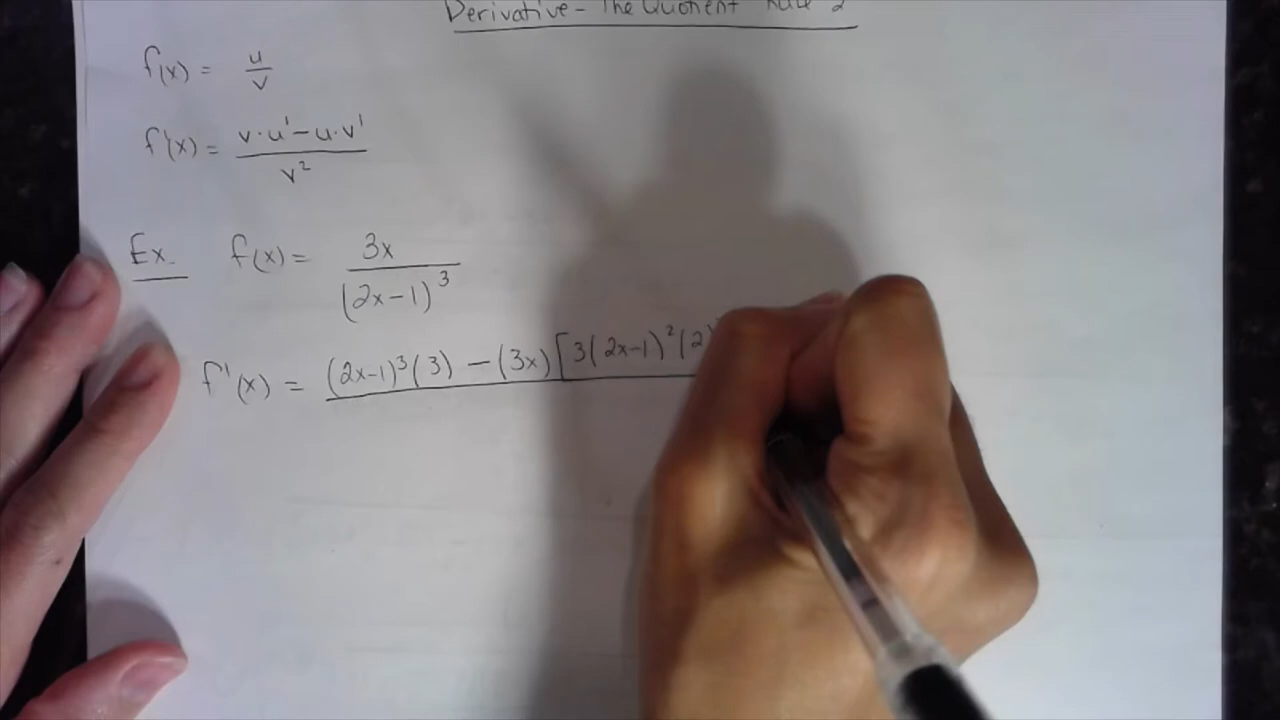 Derivative - The Quotient Rule 2
f(x) = u/v
f'(x) = v·u' - u·v' / v²
Ex. f(x) = 3x / (2x-1)³
f'(x) = (2x-1)³(3) - (3x)[3(2x-1)²(2)